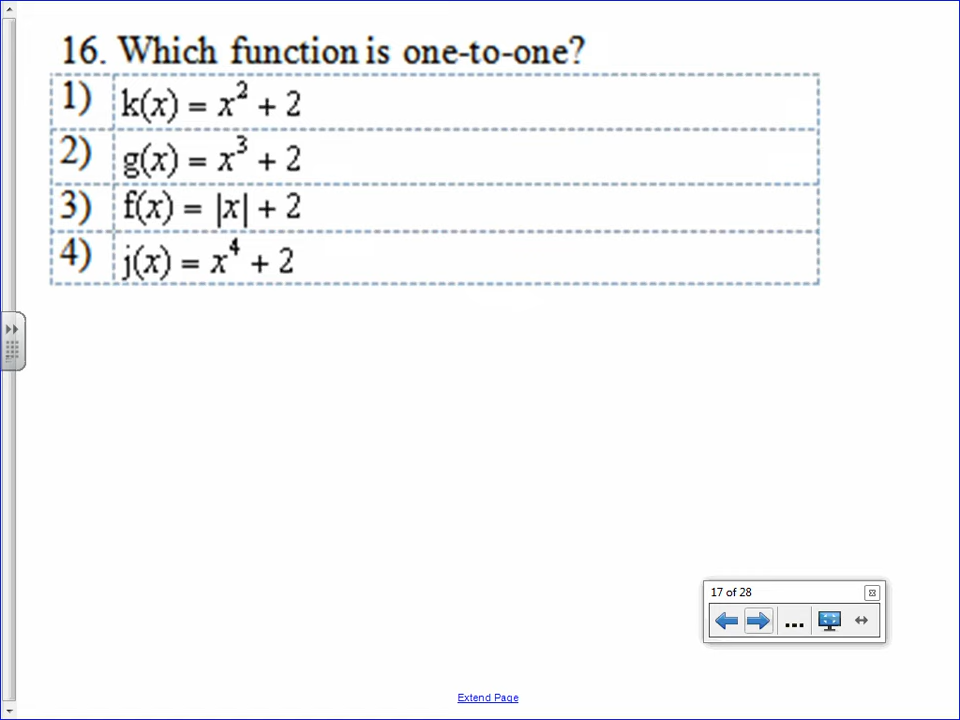 16. Which function is one-to-one?
1) k(x) = x² + 2
2) g(x) = x³ + 2
3) f(x) = |x| + 2
4) j(x) = x⁴ + 2
17 of 28
...
Extend Page